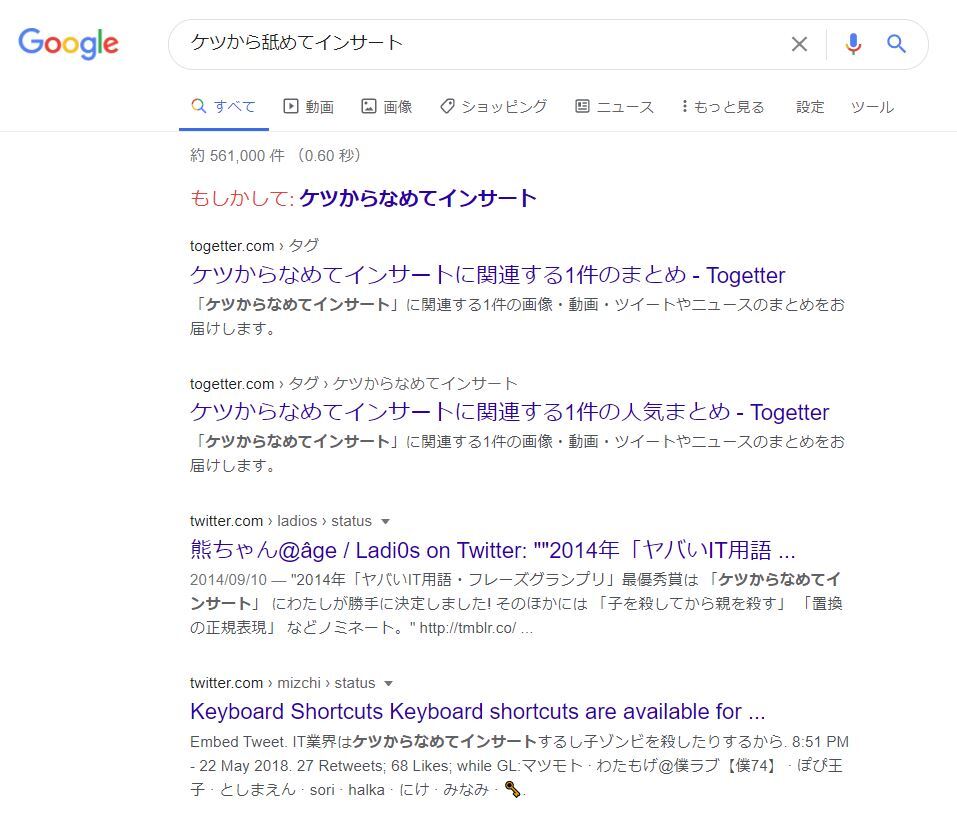 Google
ケツから舐めてインサート
すべて 動画 画像 ショッピング ニュース もっと見る 設定 ツール
約 561,000 件 （0.60 秒）
もしかして: ケツからなめてインサート
togetter.com › タグ
ケツからなめてインサートに関連する1件のまとめ - Togetter
「ケツからなめてインサート」に関連する1件の画像・動画・ツイートやニュースのまとめをお
届けします。
togetter.com › タグ › ケツからなめてインサート
ケツからなめてインサートに関連する1件の人気まとめ - Togetter
「ケツからなめてインサート」に関連する1件の画像・動画・ツイートやニュースのまとめをお
届けします。
twitter.com › ladios › status
熊ちゃん@âge / Ladi0s on Twitter: ""2014年「ヤバいIT用語 ...
2014/09/10 — "2014年「ヤバいIT用語・フレーズグランプリ」最優秀賞は 「ケツからなめてイ
ンサート」 にわたしが勝手に決定しました! そのほかには 「子を殺してから親を殺す」 「置換
の正規表現」 などノミネート。" http://tmblr.co/ ...
twitter.com › mizchi › status
Keyboard Shortcuts Keyboard shortcuts are available for ...
Embed Tweet. IT業界はケツからなめてインサートするし子ゾンビを殺したりするから. 8:51 PM
- 22 May 2018. 27 Retweets; 68 Likes; while GL:マツモト · わたもげ@僕ラブ【僕74】 · ぽぴ王
子 · としまえん · sori · halka · にけ · みなみ · 🗝.